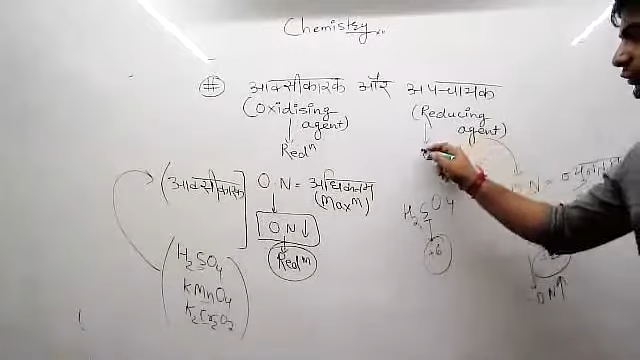 Chemistry
# आक्सीकारक और अपचायक
(Oxidising agent) (Reducing agent)
Redⁿ
(आक्सीकारक) O.N = अधिकतम
(Maxᵐ)
O.N↓
Redⁿ
H₂SO₄
KMnO₄
K₂Cr₂O₇
H₂SO₄
+6
N =
O N↑